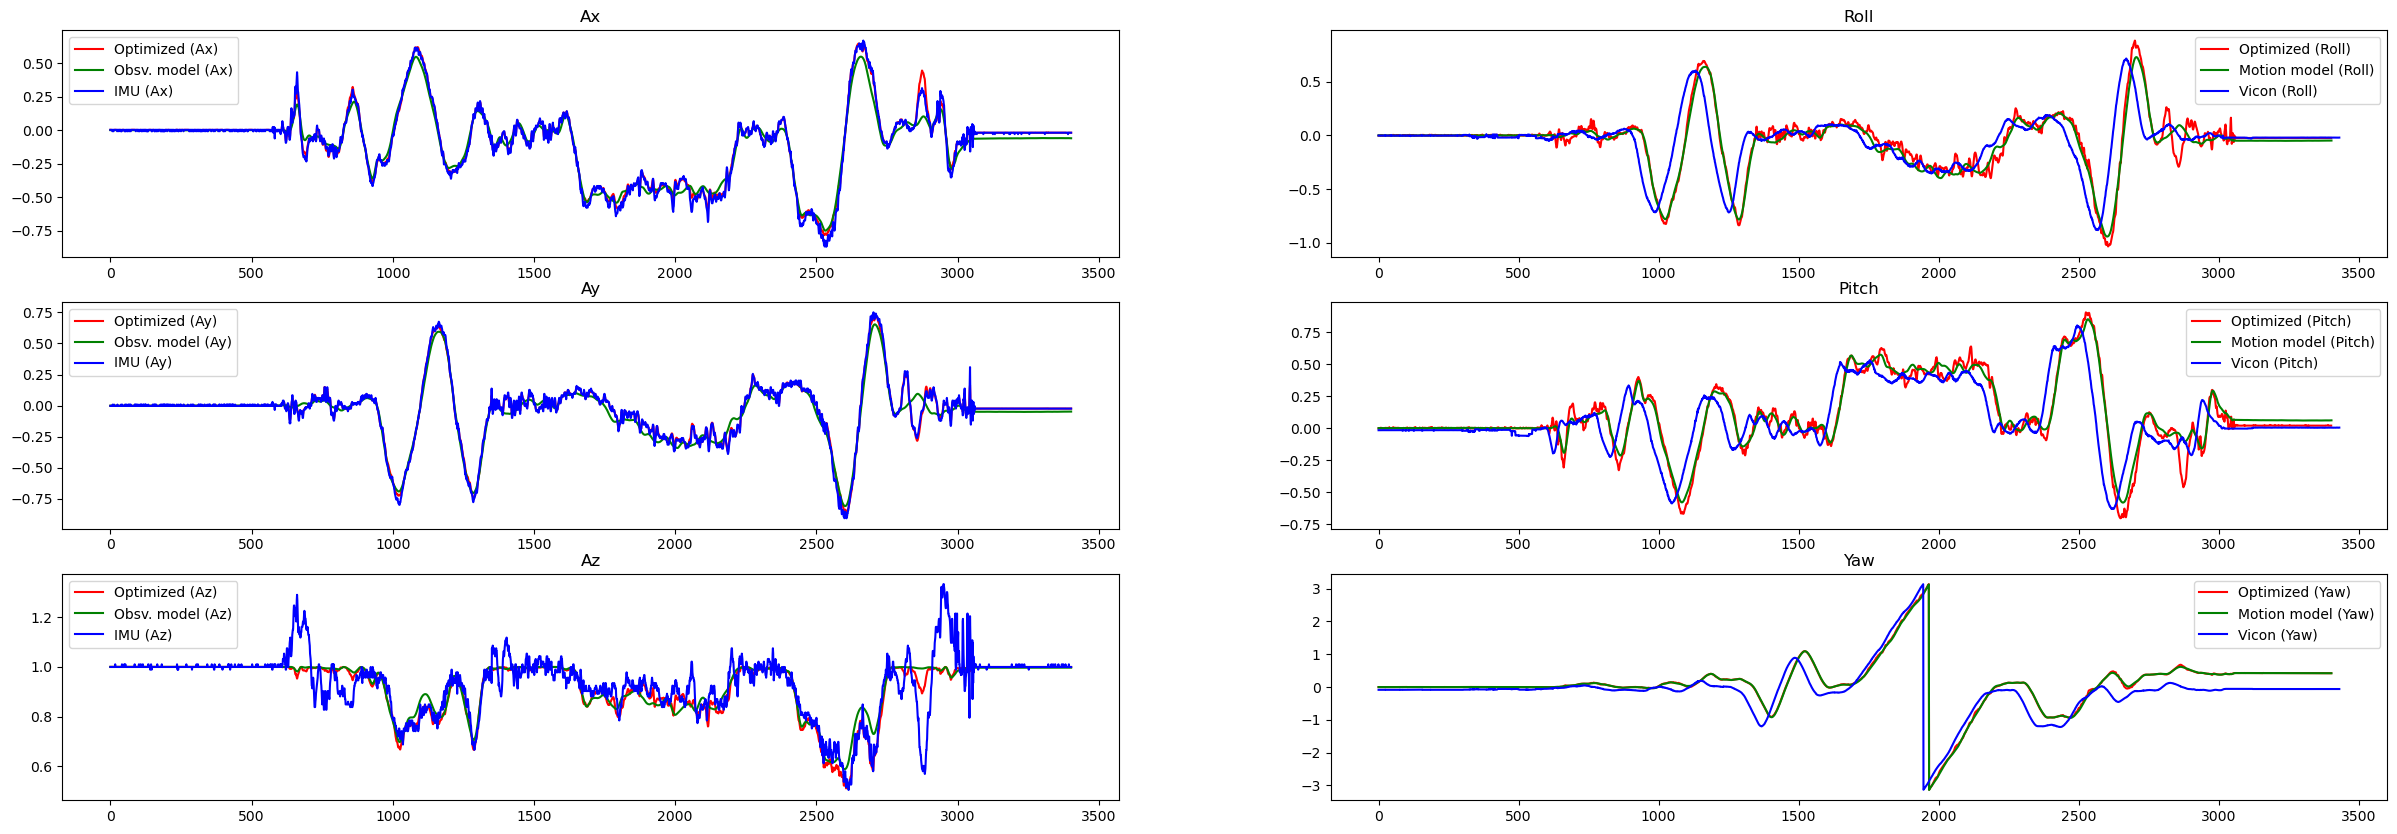 Ax
Optimized (Ax)
Obsv. model (Ax)
IMU (Ax)
0.50
0.25
0.00
−0.25
−0.50
−0.75
0 500 1000 1500 2000 2500 3000 3500
Roll
Optimized (Roll)
Motion model (Roll)
Vicon (Roll)
0.5
0.0
−0.5
−1.0
0 500 1000 1500 2000 2500 3000 3500
Ay
Optimized (Ay)
Obsv. model (Ay)
IMU (Ay)
0.75
0.50
0.25
0.00
−0.25
−0.50
−0.75
0 500 1000 1500 2000 2500 3000 3500
Pitch
Optimized (Pitch)
Motion model (Pitch)
Vicon (Pitch)
0.75
0.50
0.25
0.00
−0.25
−0.50
−0.75
0 500 1000 1500 2000 2500 3000 3500
Az
Optimized (Az)
Obsv. model (Az)
IMU (Az)
1.2
1.0
0.8
0.6
0 500 1000 1500 2000 2500 3000 3500
Yaw
Optimized (Yaw)
Motion model (Yaw)
Vicon (Yaw)
3
2
1
0
−1
−2
−3
0 500 1000 1500 2000 2500 3000 3500